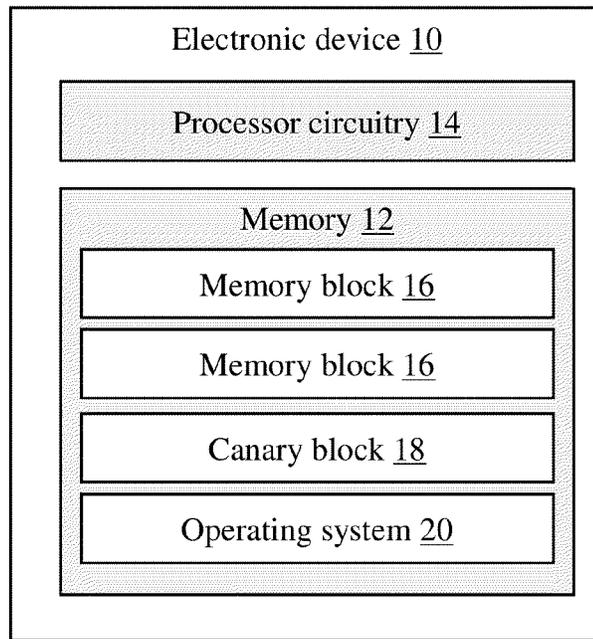 Electronic device 10
Processor circuitry 14
Memory 12
Memory block 16
Memory block 16
Canary block 18
Operating system 20